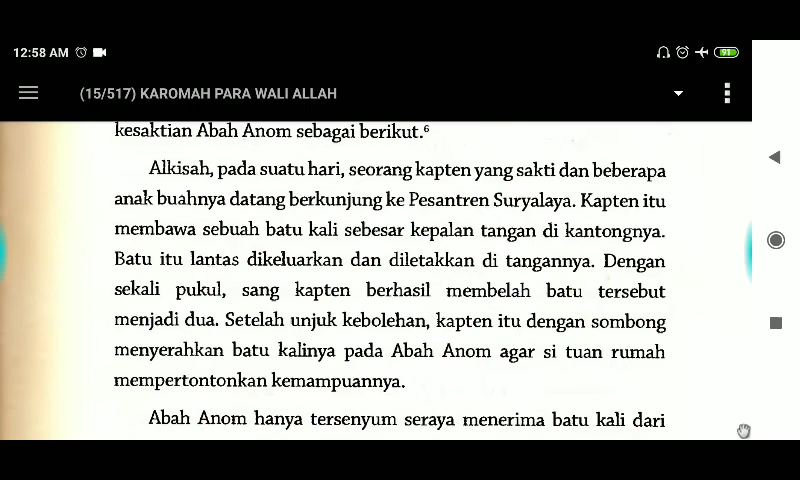 12:58 AM
91
(15/517) KAROMAH PARA WALI ALLAH
kesaktian Abah Anom sebagai berikut.⁶
Alkisah, pada suatu hari, seorang kapten yang sakti dan beberapa
anak buahnya datang berkunjung ke Pesantren Suryalaya. Kapten itu
membawa sebuah batu kali sebesar kepalan tangan di kantongnya.
Batu itu lantas dikeluarkan dan diletakkan di tangannya. Dengan
sekali pukul, sang kapten berhasil membelah batu tersebut
menjadi dua. Setelah unjuk kebolehan, kapten itu dengan sombong
menyerahkan batu kalinya pada Abah Anom agar si tuan rumah
mempertontonkan kemampuannya.
Abah Anom hanya tersenyum seraya menerima batu kali dari